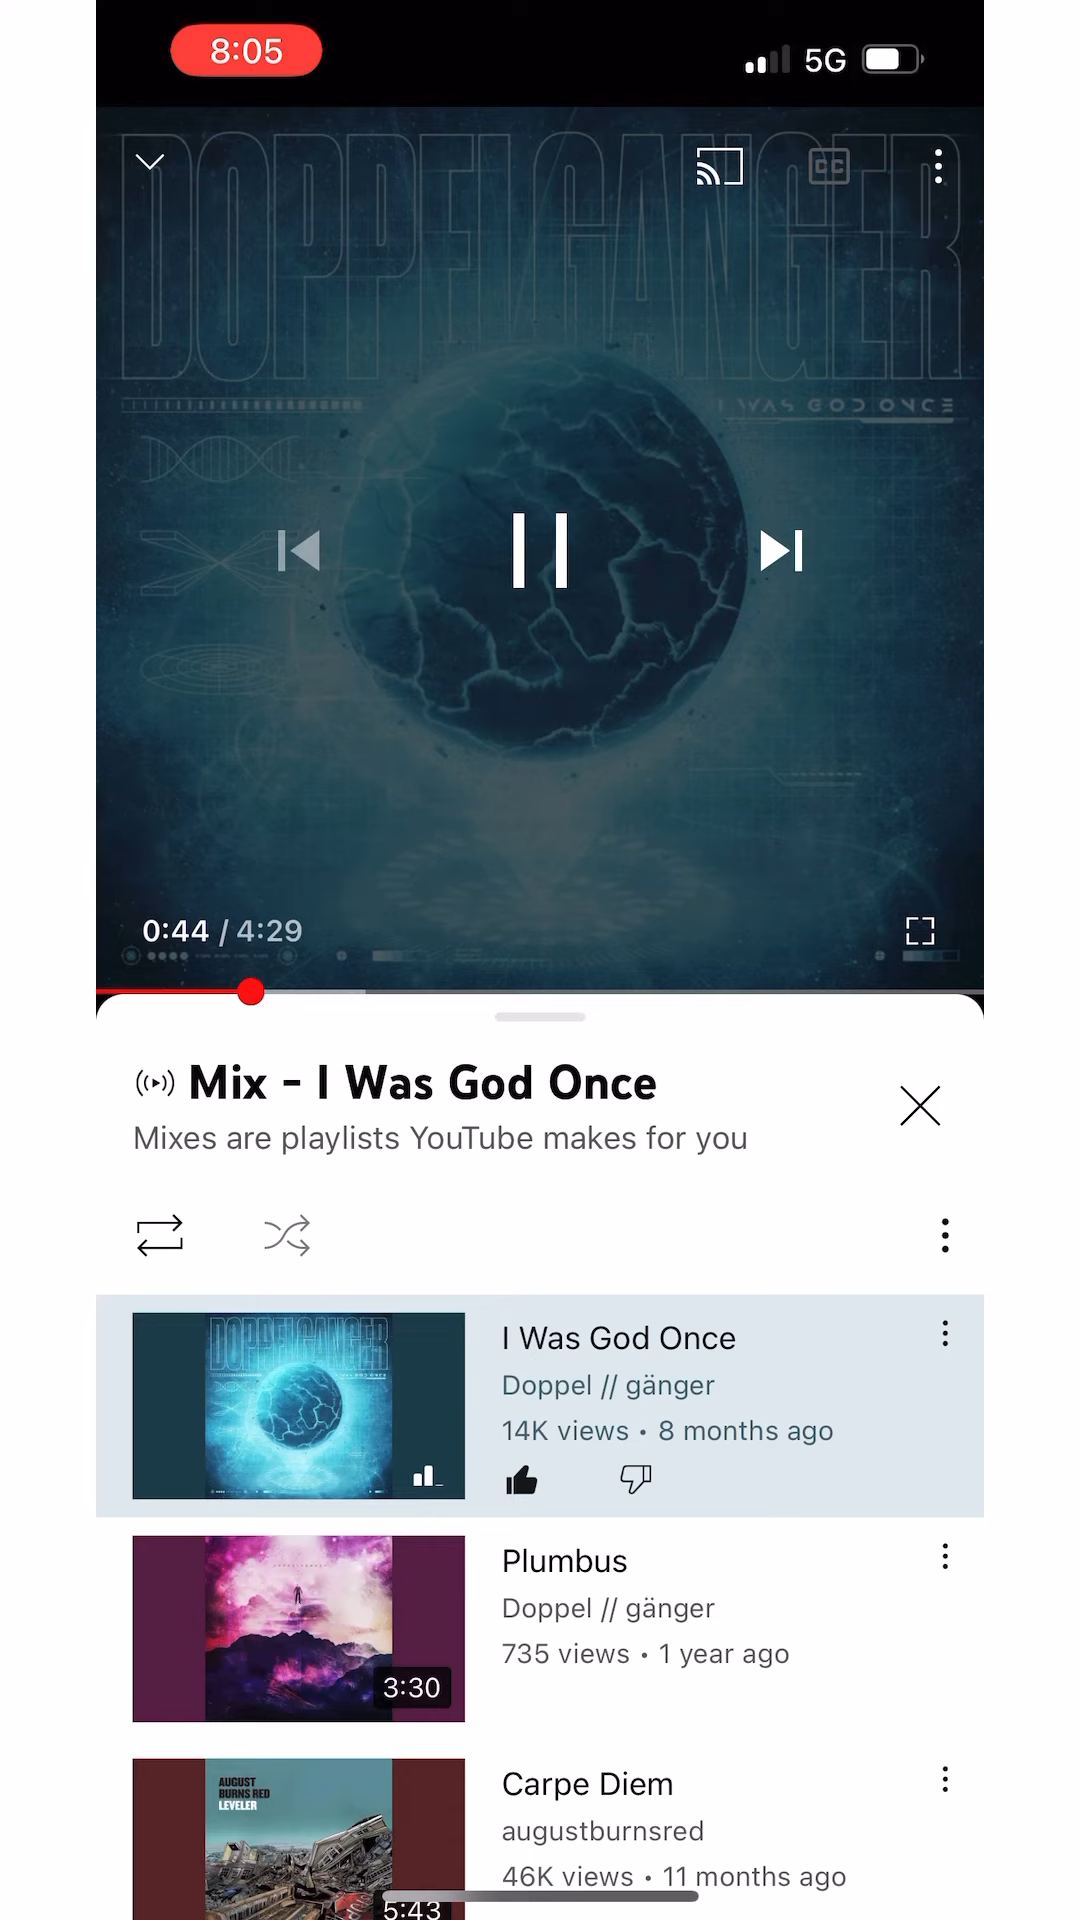 8:05
5G
DOPPELGANGER
CC
I WAS GOD ONCE
0:44 / 4:29
Mix - I Was God Once
Mixes are playlists YouTube makes for you
DOPPELGANGER
I Was God Once
Doppel // gänger
14K views • 8 months ago
Plumbus
Doppel // gänger
735 views • 1 year ago
3:30
AUGUST
BURNS RED
LEVELER
Carpe Diem
augustburnsred
46K views • 11 months ago
5:43